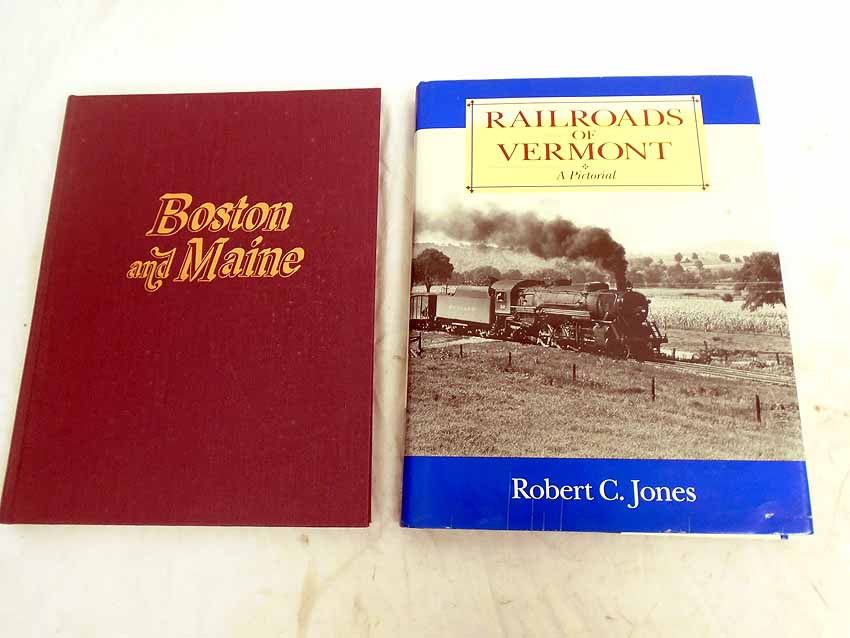 Boston
and Maine
RAILROADS
OF
VERMONT
A Pictorial
Robert C. Jones